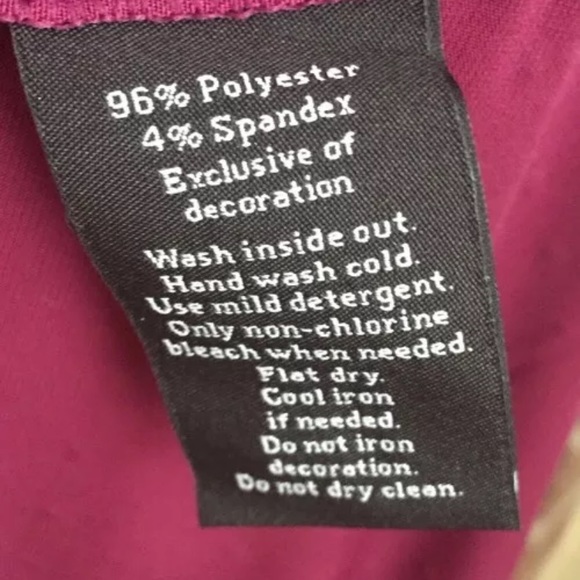 96% Polyester
4% Spandex
Exclusive of
decoration
Wash inside out.
Hand wash cold.
Use mild detergent.
Only non-chlorine
bleach when needed.
Flat dry.
Cool iron
if needed.
Do not iron
decoration.
Do not dry clean.